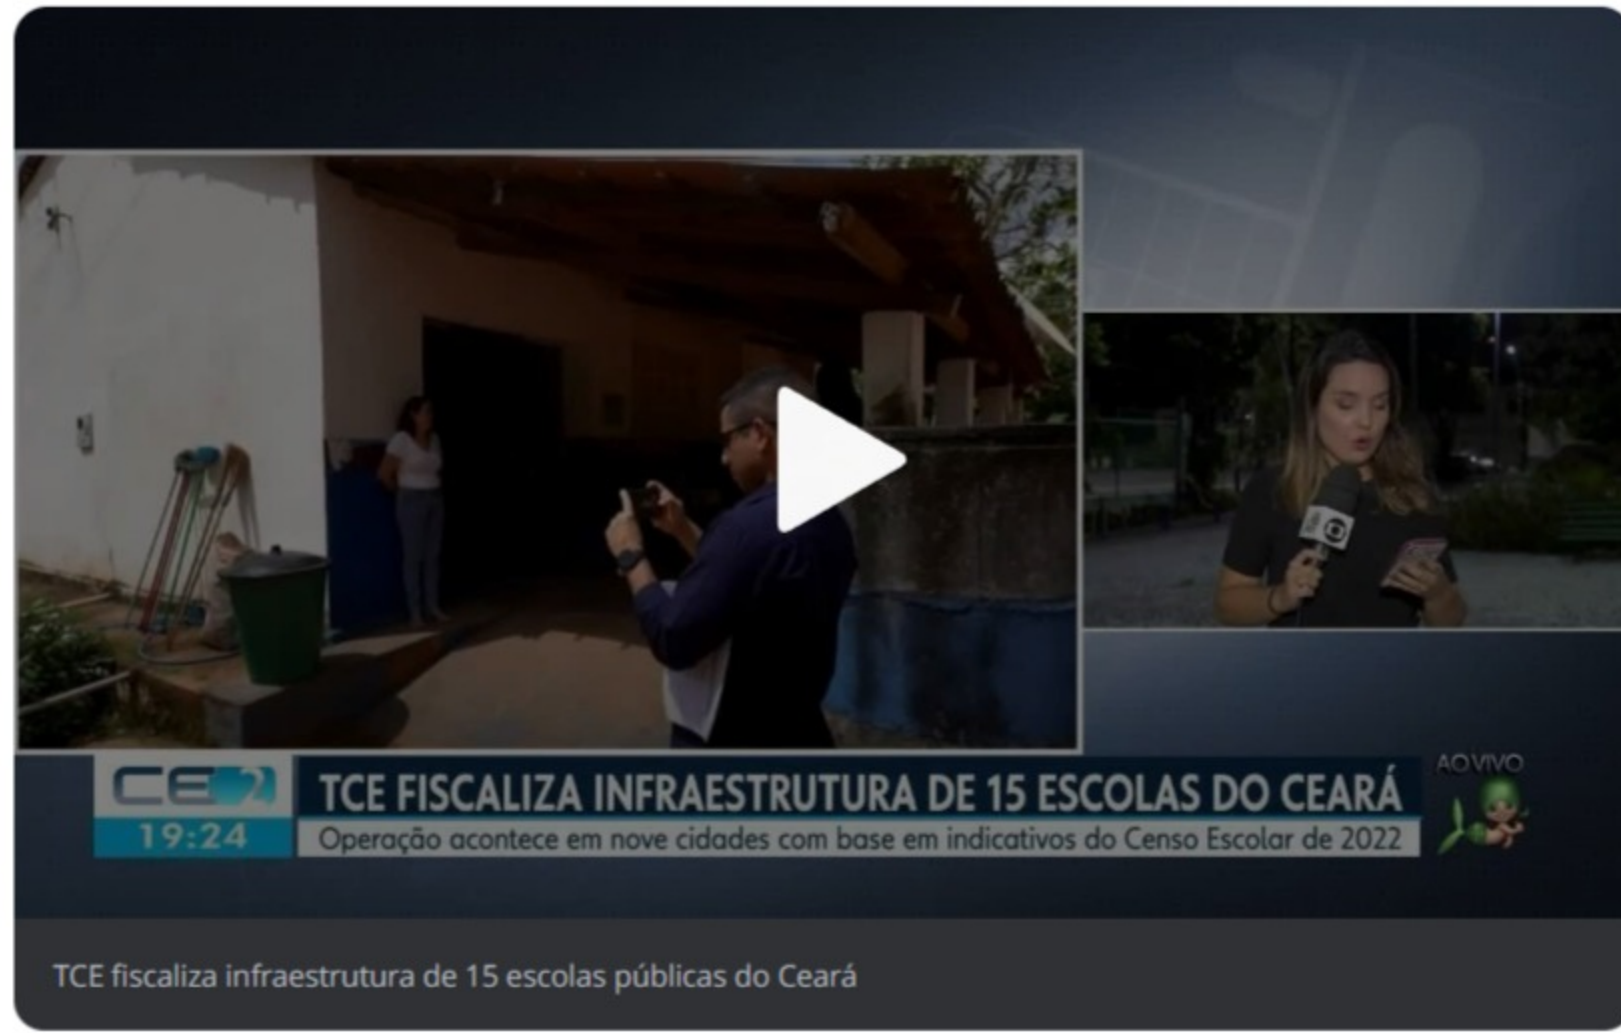 CE2
19:24
TCE FISCALIZA INFRAESTRUTURA DE 15 ESCOLAS DO CEARÁ
Operação acontece em nove cidades com base em indicativos do Censo Escolar de 2022
AO VIVO
TCE fiscaliza infraestrutura de 15 escolas públicas do Ceará